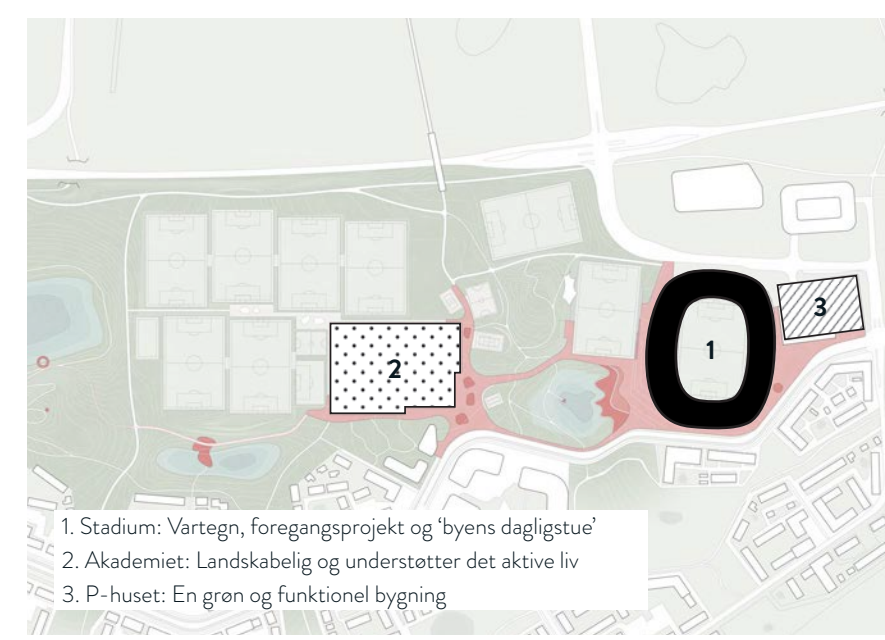 3
1
2
1. Stadium: Vartegn, foregangsprojekt og ‘byens dagligstue’
2. Akademiet: Landskabelig og understøtter det aktive liv
3. P-huset: En grøn og funktionel bygning